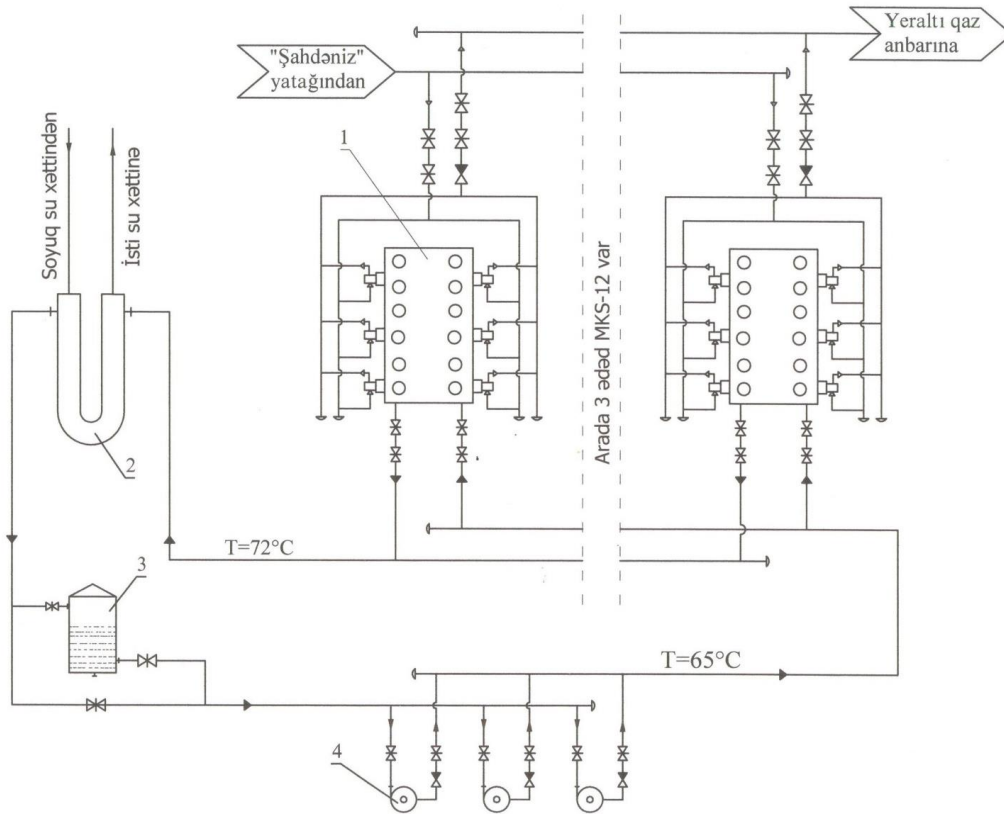 "Şahdəniz"
yatağından
Yeraltı qaz
anbarına
1
Soyuq su xəttindən
İsti su xəttinə
Arada 3 ədəd MKS-12 var
2
T=72°C
3
T=65°C
4